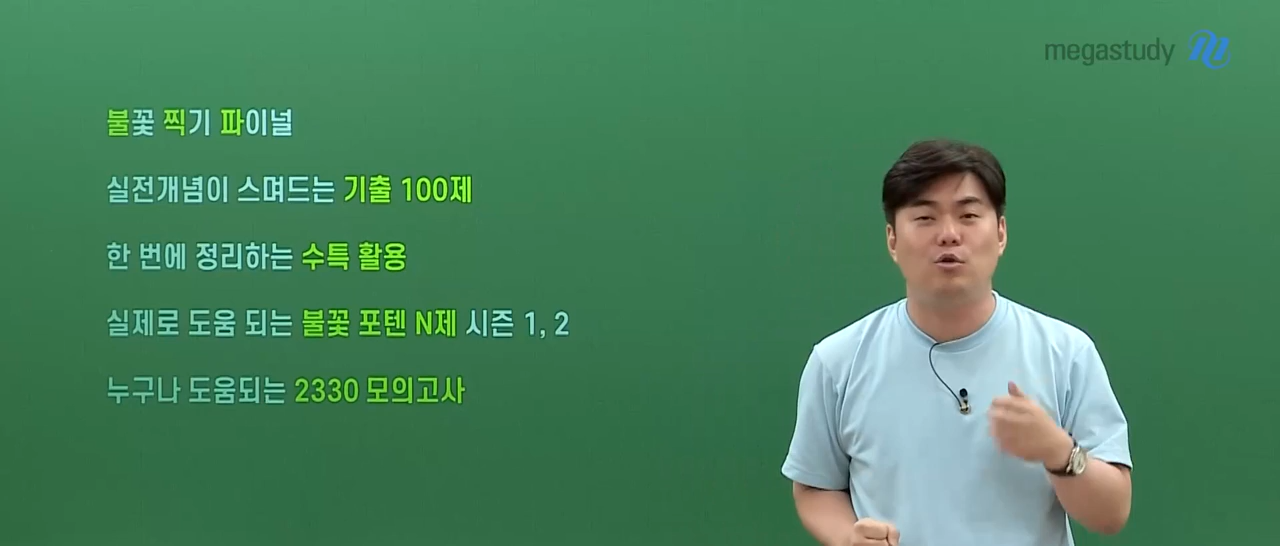 megastudy
불꽃 찍기 파이널
실전개념이 스며드는 기출 100제
한 번에 정리하는 수특 활용
실제로 도움 되는 불꽃 포텐 N제 시즌 1, 2
누구나 도움되는 2330 모의고사